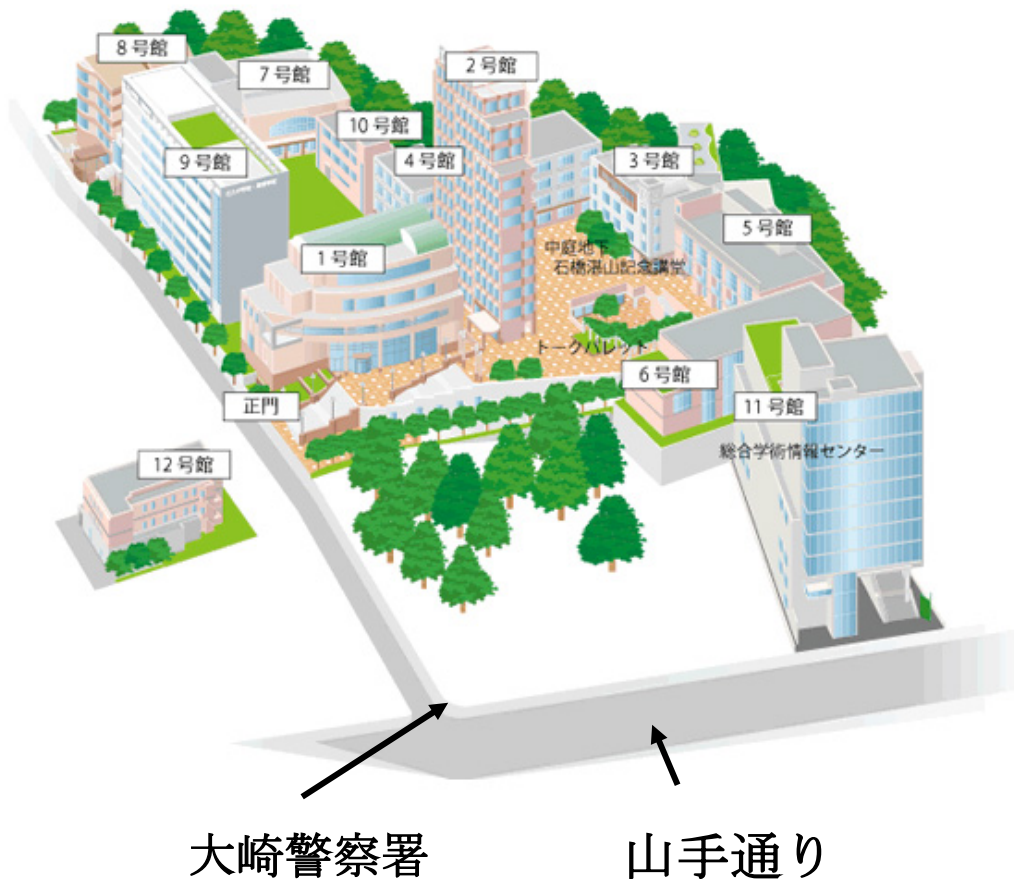 8号館
7号館
2号館
10号館
9号館
4号館
3号館
5号館
1号館
中庭地下
石橋湛山記念講堂
トークパレット
6号館
正門
11号館
総合学術情報センター
12号館
大崎警察署
山手通り